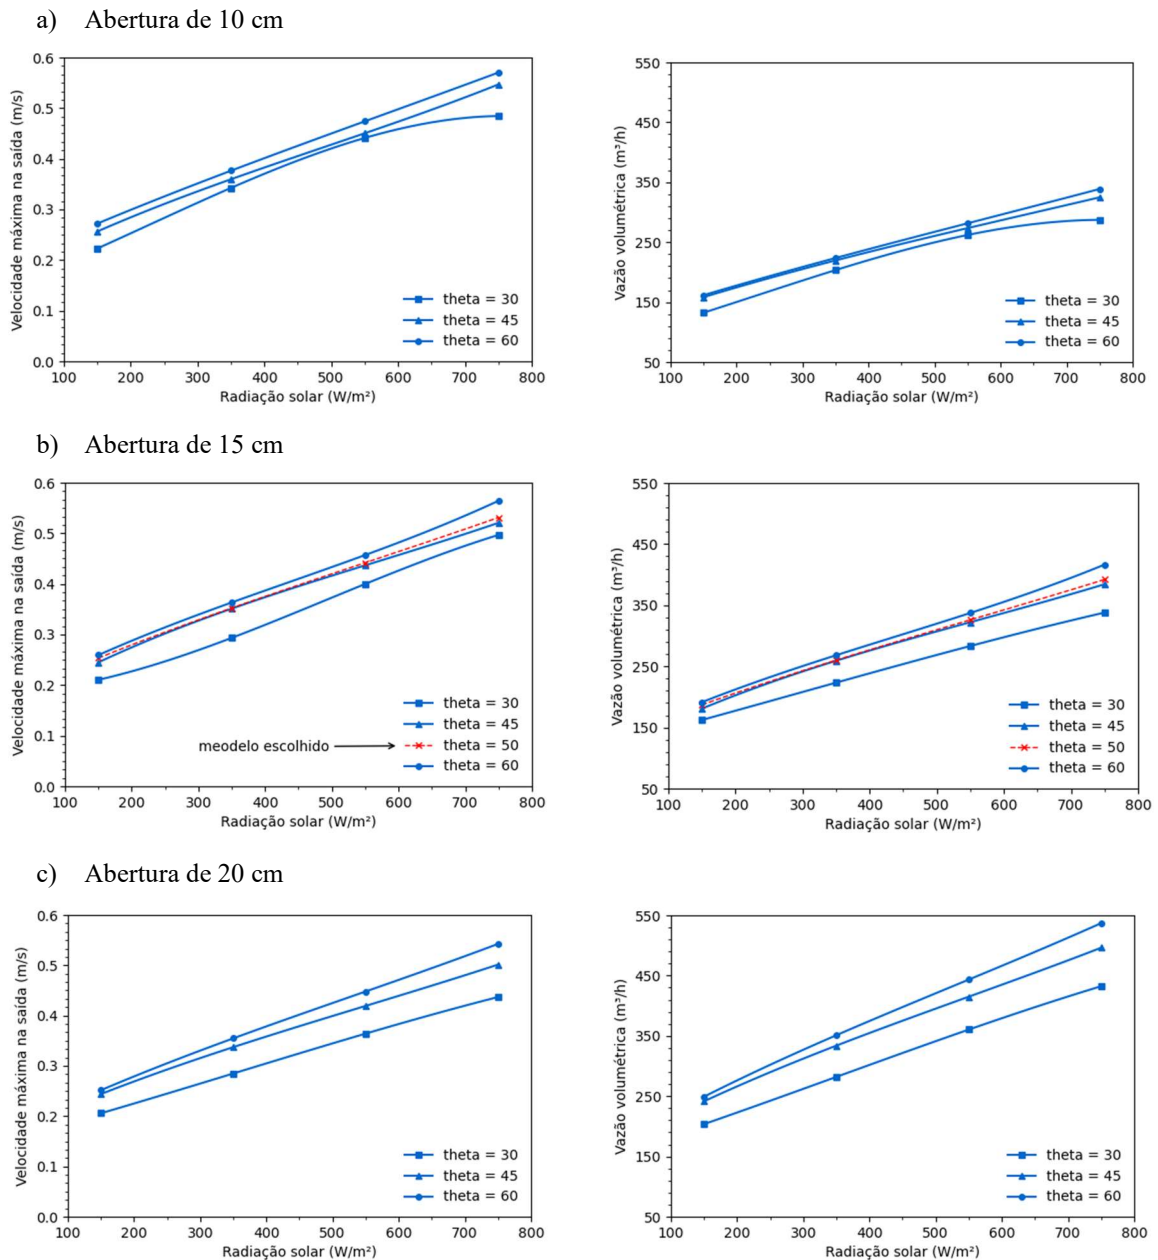 a) Abertura de 10 cm
Velocidade máxima na saída (m/s)
0.6
0.5
0.4
0.3
0.2
0.1
0.0
100 200 300 400 500 600 700 800
Radiação solar (W/m²)
theta = 30
theta = 45
theta = 60
Vazão volumétrica (m³/h)
550
450
350
250
150
50
100 200 300 400 500 600 700 800
Radiação solar (W/m²)
theta = 30
theta = 45
theta = 60
b) Abertura de 15 cm
Velocidade máxima na saída (m/s)
0.6
0.5
0.4
0.3
0.2
0.1
0.0
100 200 300 400 500 600 700 800
Radiação solar (W/m²)
meodelo escolhido
theta = 30
theta = 45
theta = 50
theta = 60
Vazão volumétrica (m³/h)
550
450
350
250
150
50
100 200 300 400 500 600 700 800
Radiação solar (W/m²)
theta = 30
theta = 45
theta = 50
theta = 60
c) Abertura de 20 cm
Velocidade máxima na saída (m/s)
0.6
0.5
0.4
0.3
0.2
0.1
0.0
100 200 300 400 500 600 700 800
Radiação solar (W/m²)
theta = 30
theta = 45
theta = 60
Vazão volumétrica (m³/h)
550
450
350
250
150
50
100 200 300 400 500 600 700 800
Radiação solar (W/m²)
theta = 30
theta = 45
theta = 60